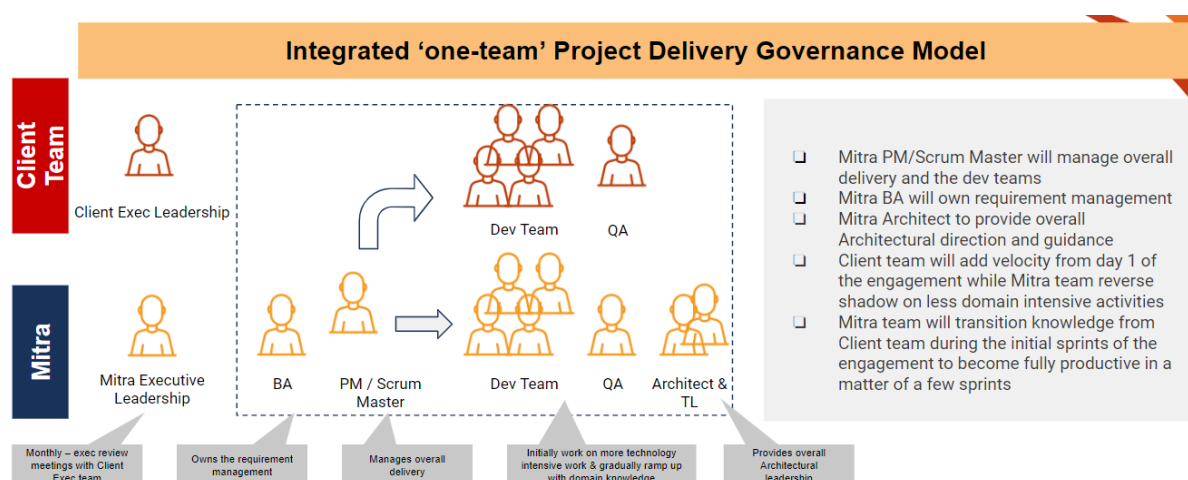 Integrated ‘one-team’ Project Delivery Governance Model
Client
Team
Client Exec Leadership
Dev Team
QA
Mitra
Mitra Executive
Leadership
BA
PM / Scrum
Master
Dev Team
QA
Architect &
TL
Monthly – exec review
meetings with Client
Exec team
Owns the requirement
management
Manages overall
delivery
Initially work on more technology
intensive work & gradually ramp up
with domain knowledge
Provides overall
Architectural
leadership
Mitra PM/Scrum Master will manage overall
delivery and the dev teams
Mitra BA will own requirement management
Mitra Architect to provide overall
Architectural direction and guidance
Client team will add velocity from day 1 of
the engagement while Mitra team reverse
shadow on less domain intensive activities
Mitra team will transition knowledge from
Client team during the initial sprints of the
engagement to become fully productive in a
matter of a few sprints